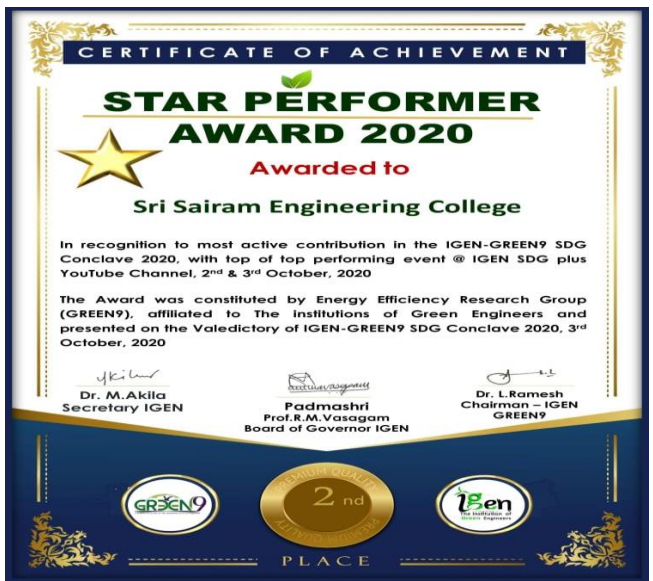 CERTIFICATE OF ACHIEVEMENT
STAR PERFORMER
AWARD 2020
Awarded to
Sri Sairam Engineering College
In recognition to most active contribution in the IGEN-GREEN9 SDG
Conclave 2020, with top of top performing event @ IGEN SDG plus
YouTube Channel, 2nd & 3rd October, 2020
The Award was constituted by Energy Efficiency Research Group
(GREEN9), affiliated to The institutions of Green Engineers and
presented on the Valedictory of IGEN-GREEN9 SDG Conclave 2020, 3rd
October, 2020
Dr. M.Akila
Secretary IGEN
Padmashri
Prof.R.M.Vasagam
Board of Governor IGEN
Dr. L.Ramesh
Chairman – IGEN
GREEN9
GREEN9
PREMIUM QUALITY
2 nd
PREMIUM QUALITY
igen
The Institution of
Green Engineers
PLACE